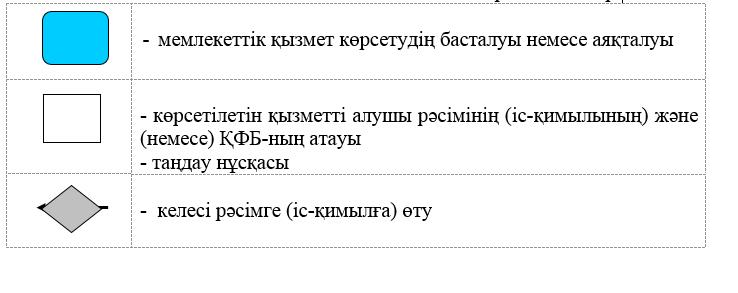 - мемлекеттік қызмет көрсетудің басталуы немесе аяқталуы
- көрсетілетін қызметті алушы рәсімінің (іс-қимылының) және
(немесе) ҚФБ-ның атауы
- таңдау нұсқасы
- келесі рәсімге (іс-қимылға) өту